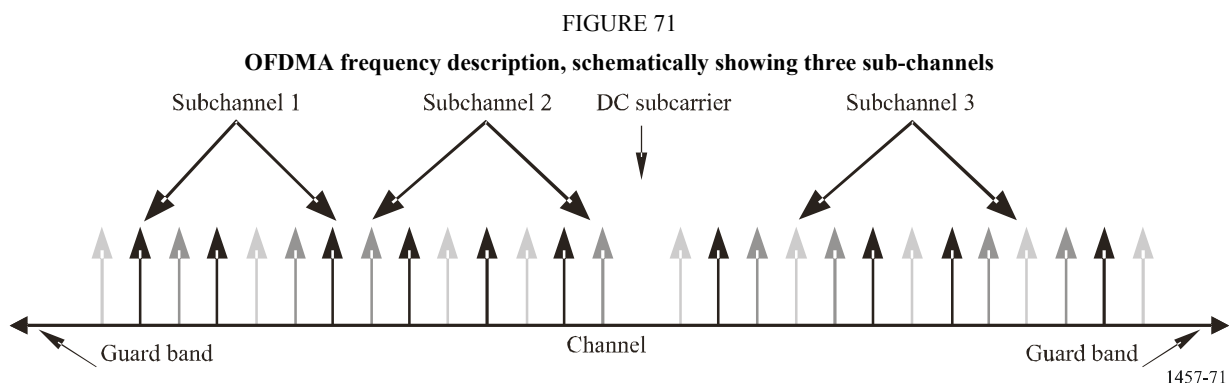 FIGURE 71
OFDMA frequency description, schematically showing three sub-channels
Subchannel 1 Subchannel 2 DC subcarrier Subchannel 3
Guard band Channel Guard band
1457-71